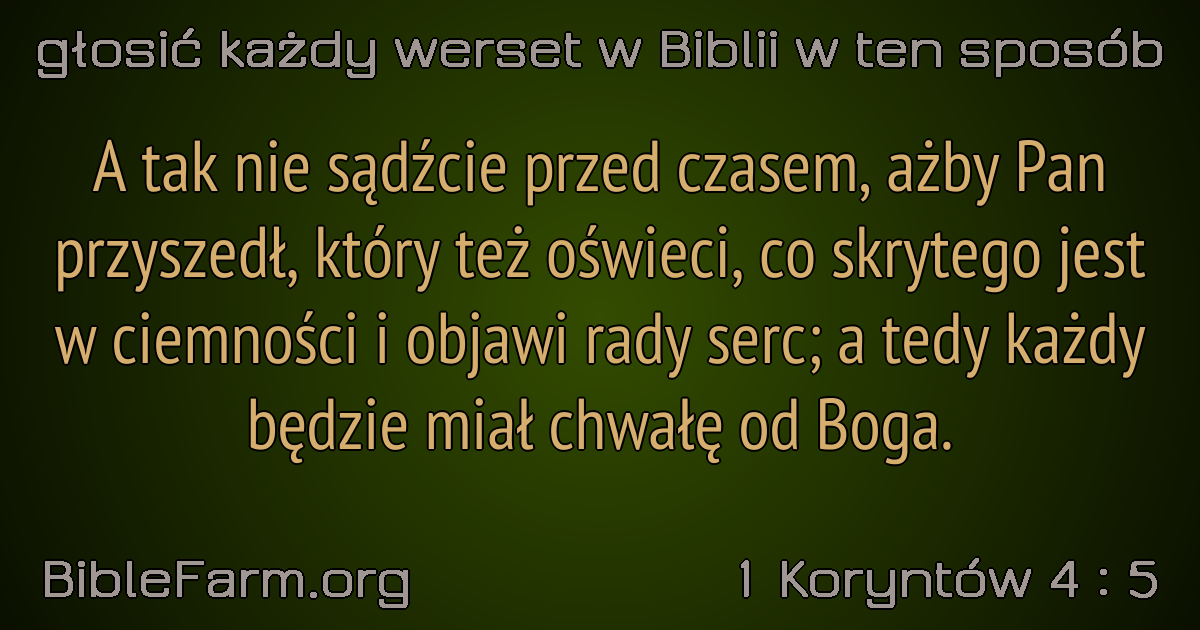 głosić każdy werset w Biblii w ten sposób
A tak nie sądźcie przed czasem, ażby Pan
przyszedł, który też oświeci, co skrytego jest
w ciemności i objawi rady serc; a tedy każdy
będzie miał chwałę od Boga.
BibleFarm.org
1 Koryntów 4 : 5